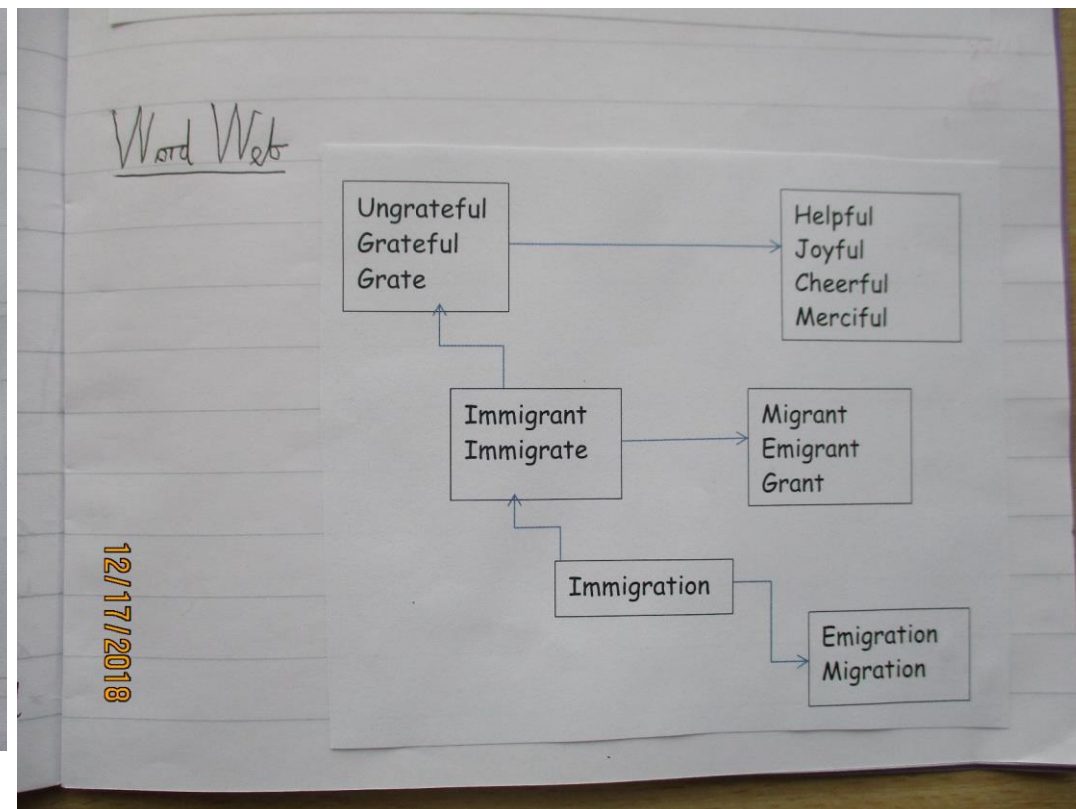 Word Web
Ungrateful
Grateful
Grate
Helpful
Joyful
Cheerful
Merciful
Immigrant
Immigrate
Migrant
Emigrant
Grant
Immigration
Emigration
Migration
12/17/2018